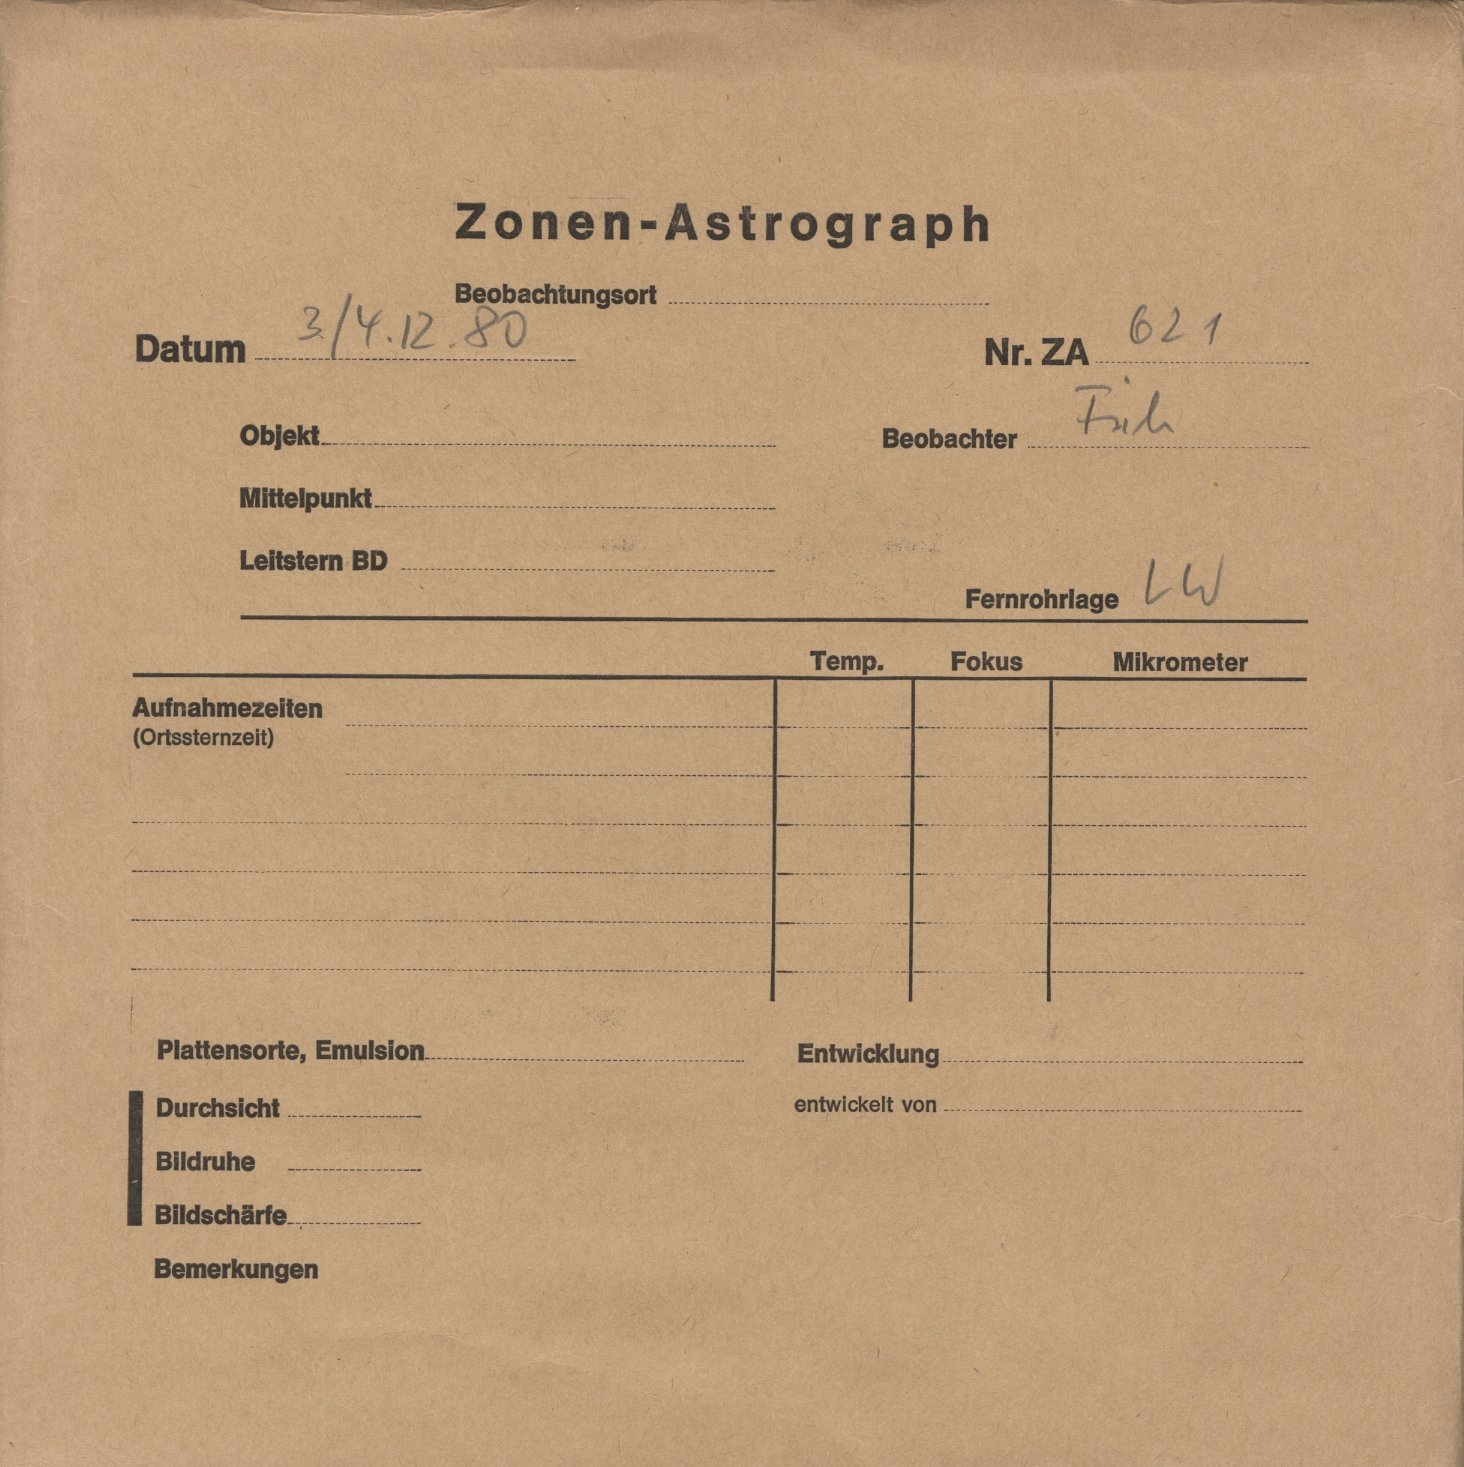 Zonen-Astrograph
Beobachtungsort
Datum 3./4.12.80
Nr. ZA 621
Objekt
Beobachter
Mittelpunkt
Leitstern BD
Fernrohrlage LW
Temp. Fokus Mikrometer
Aufnahmezeiten
(Ortssternzeit)
Plattensorte, Emulsion
Entwicklung
Durchsicht
entwickelt von
Bildruhe
Bildschärfe
Bemerkungen